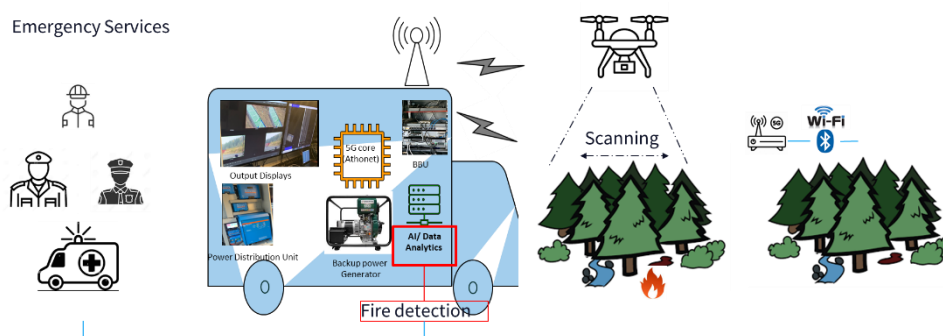 Emergency Services
Output Displays
5G core
(Athonet)
BBU
Power Distribution Unit
Backup power
Generator
AI/ Data
Analytics
Fire detection
Scanning
5G
Wi-Fi